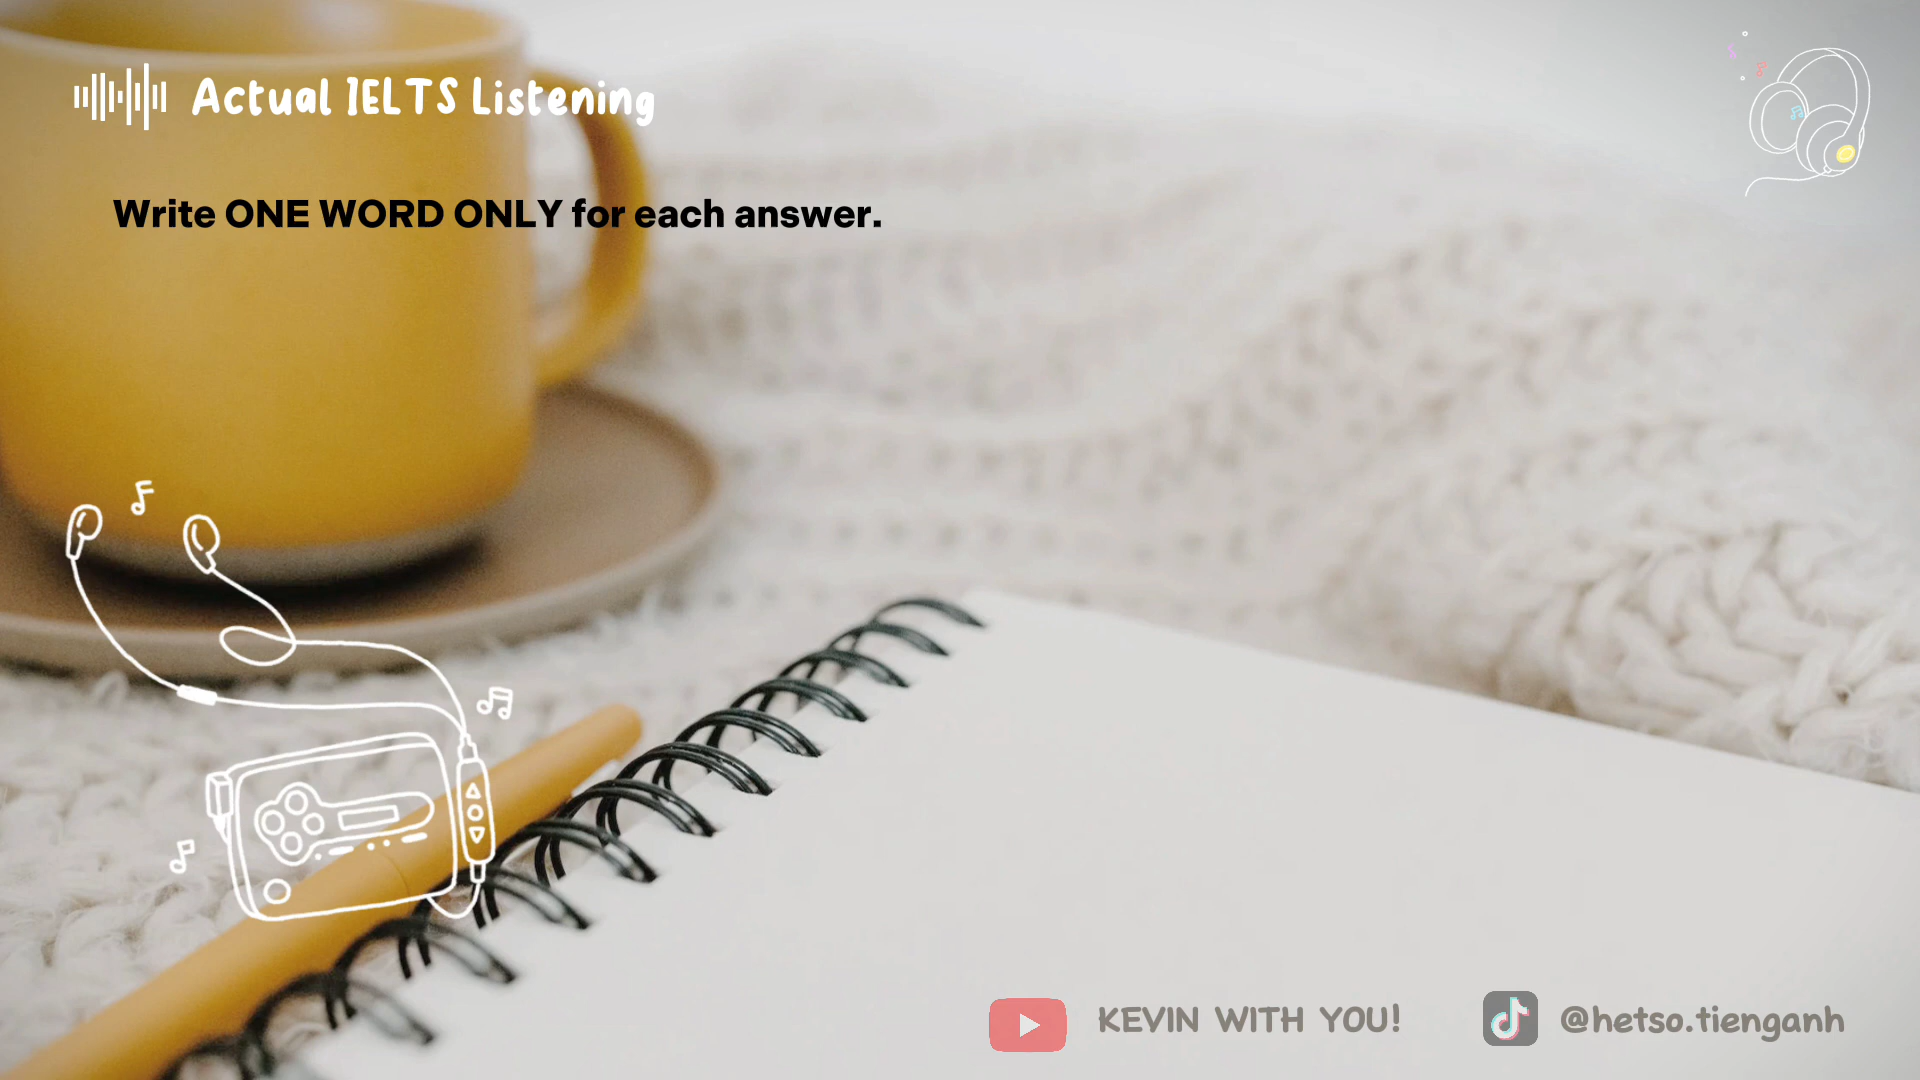 Actual IELTS Listening
Write ONE WORD ONLY for each answer.
KEVIN WITH YOU!
@hetso.tienganh